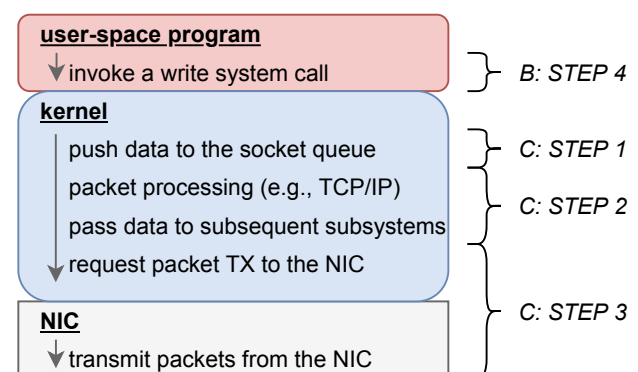 user-space program
invoke a write system call
B: STEP 4
kernel
push data to the socket queue
C: STEP 1
packet processing (e.g., TCP/IP)
C: STEP 2
pass data to subsequent subsystems
request packet TX to the NIC
C: STEP 3
NIC
transmit packets from the NIC